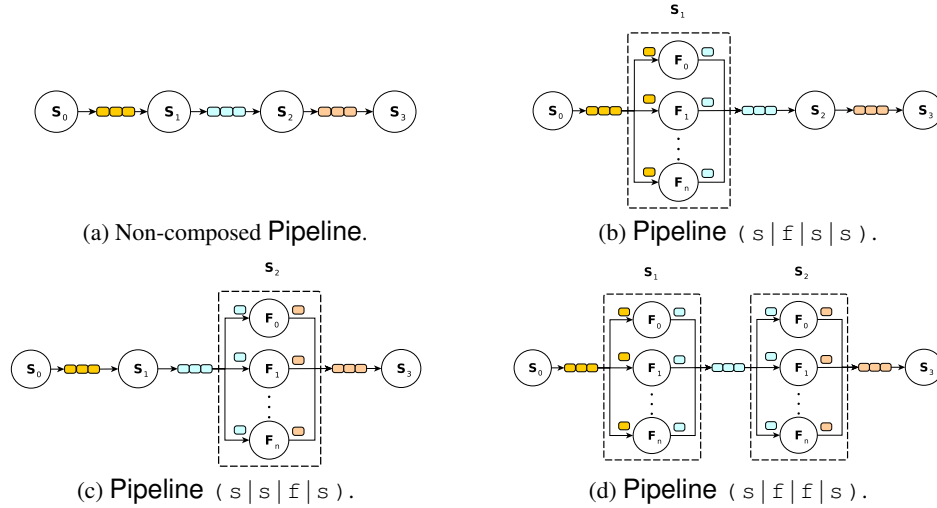 S1
S0 S1 S2 S3
F0
S0 F1 S2 S3
Fn
(a) Non-composed Pipeline.
(b) Pipeline (s|f|s|s).
S2
S1 S2
F0
F0 F0
S0 S1 F1 S3
S0 F1 F1 S3
Fn
Fn Fn
(c) Pipeline (s|s|f|s).
(d) Pipeline (s|f|f|s).